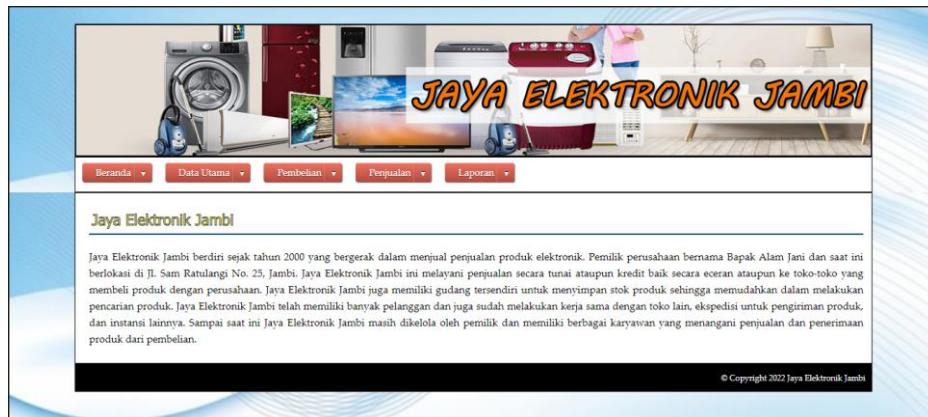 JAYA ELEKTRONIK JAMBI
Beranda
Data Utama
Pembelian
Penjualan
Laporan
Jaya Elektronik Jambi
Jaya Elektronik Jambi berdiri sejak tahun 2000 yang bergerak dalam menjual penjualan produk elektronik. Pemilik perusahaan bernama Bapak Alam Jani dan saat ini
berlokasi di Jl. Sam Ratulangi No. 25, Jambi. Jaya Elektronik Jambi ini melayani penjualan secara tunai ataupun kredit baik secara eceran ataupun ke toko-toko yang
membeli produk dengan perusahaan. Jaya Elektronik Jambi juga memiliki gudang tersendiri untuk menyimpan stok produk sehingga memudahkan dalam melakukan
pencarian produk. Jaya Elektronik Jambi telah memiliki banyak pelanggan dan juga sudah melakukan kerja sama dengan toko lain, ekspedisi untuk pengiriman produk,
dan instansi lainnya. Sampai saat ini Jaya Elektronik Jambi masih dikelola oleh pemilik dan memiliki berbagai karyawan yang menangani penjualan dan penerimaan
produk dari pembelian.
© Copyright 2022 Jaya Elektronik Jambi